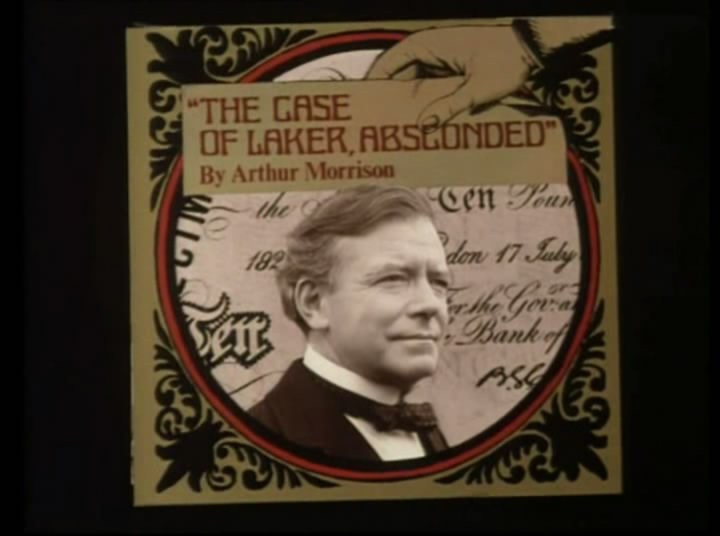 "THE CASE
OF LAKER, ABSCONDED"
By Arthur Morrison
the
Ten Poun
182
don 17 July
for the Gov:
Ten
Bank of